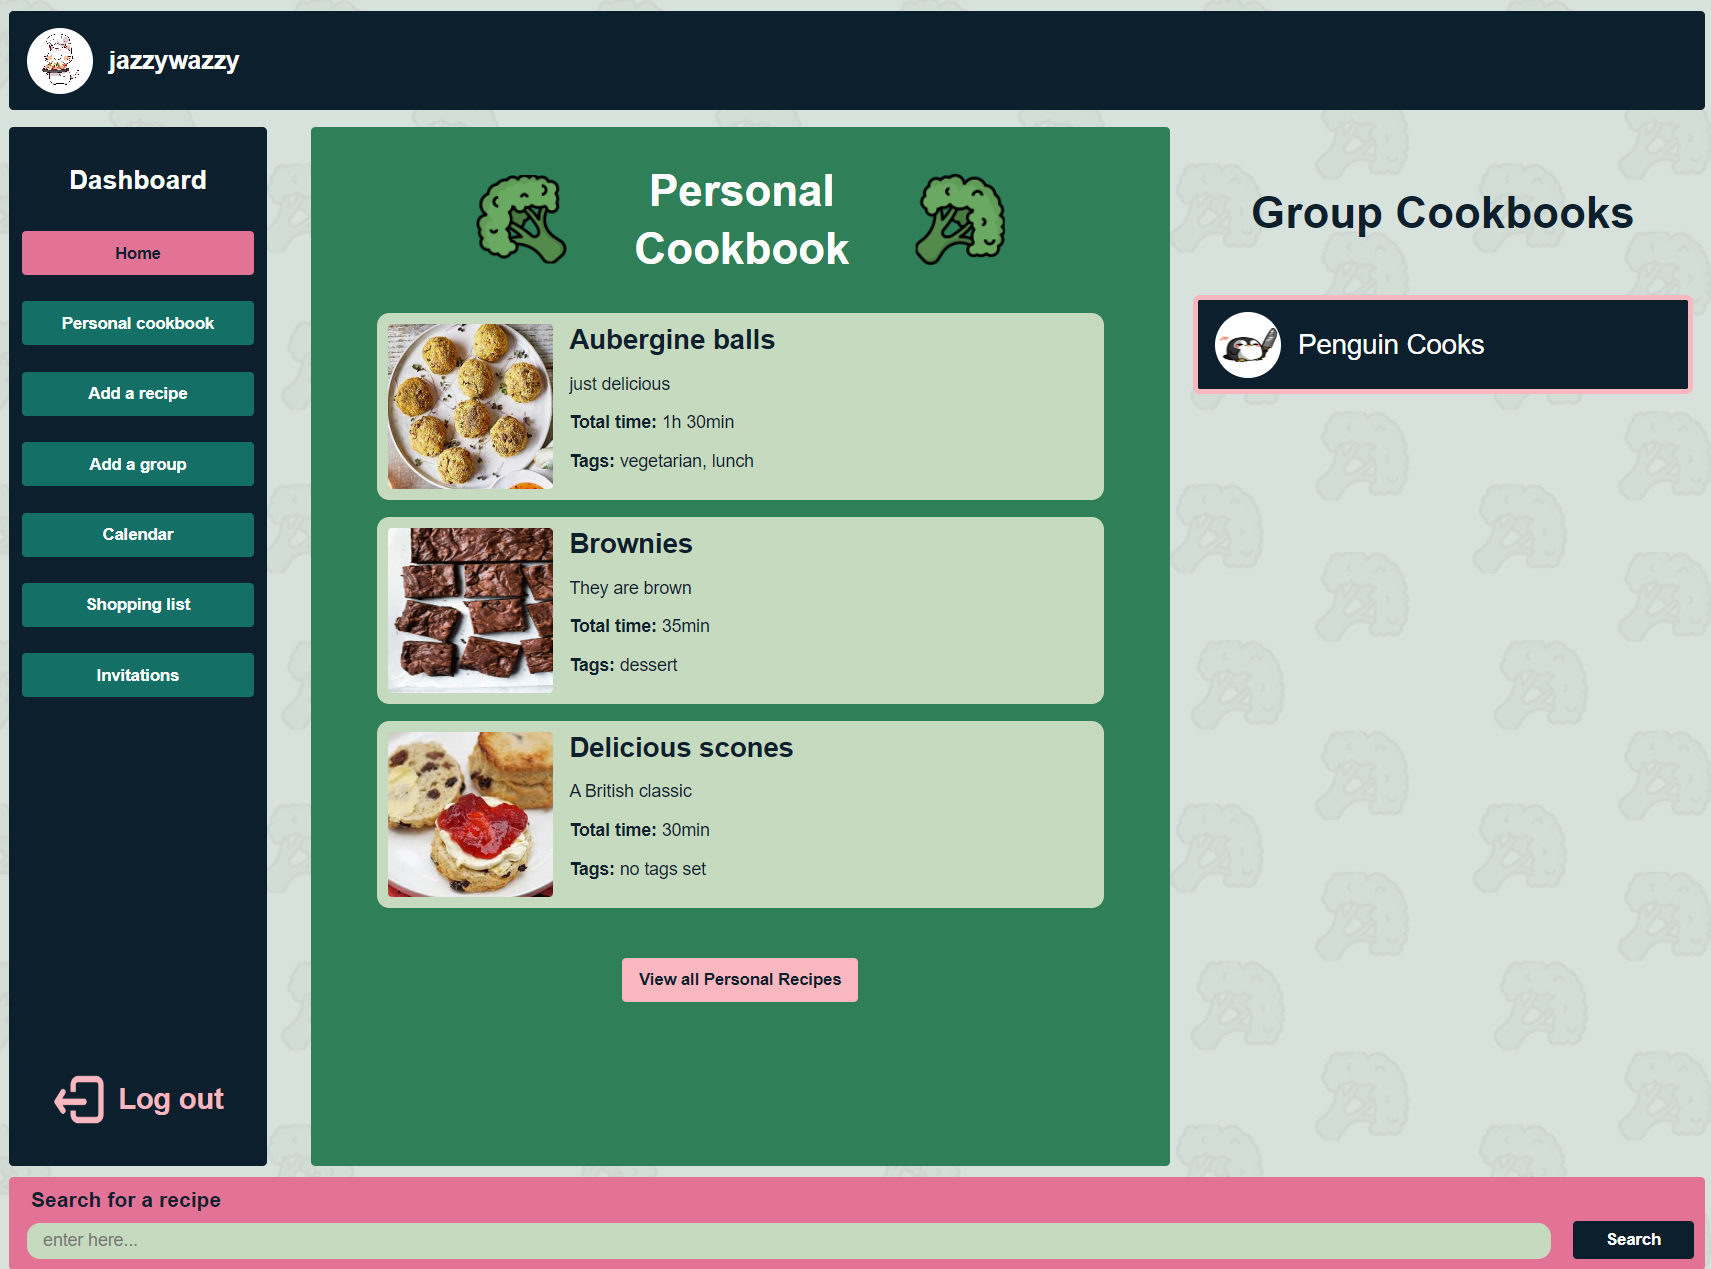 jazzywazzy
Dashboard
Home
Personal cookbook
Add a recipe
Add a group
Calendar
Shopping list
Invitations
Log out
Personal
Cookbook
Aubergine balls
just delicious
Total time: 1h 30min
Tags: vegetarian, lunch
Brownies
They are brown
Total time: 35min
Tags: dessert
Delicious scones
A British classic
Total time: 30min
Tags: no tags set
View all Personal Recipes
Group Cookbooks
Penguin Cooks
Search for a recipe
enter here...
Search